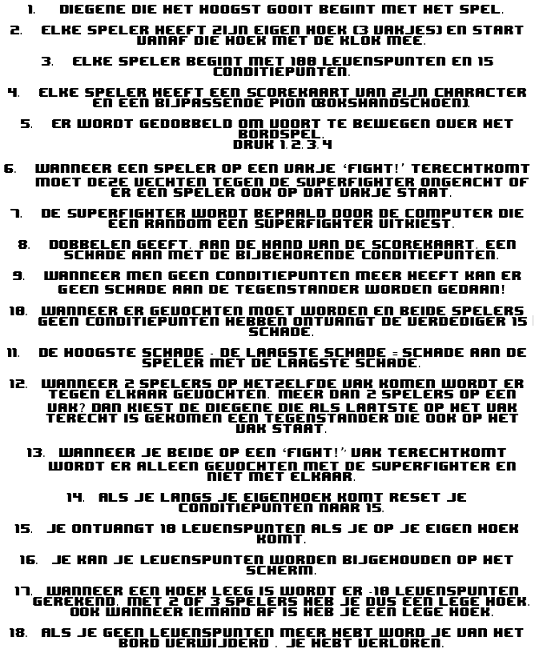 1. DIEGENE DIE HET HOOGST GOOIT BEGINT MET HET SPEL.
2. ELKE SPELER HEEFT ZIJN EIGEN HOEK (3 VAKJES) EN START
VANAF DIE HOEK MET DE KLOK MEE.
3. ELKE SPELER BEGINT MET 100 LEVENSPUNTEN EN 15
CONDITIEPUNTEN.
4. ELKE SPELER HEEFT EEN SCOREKAART VAN ZIJN CHARACTER
EN EEN BIJPASSENDE PION (BOKSHANDSCHOEN).
5. ER WORDT GEDOBBELD OM VOORT TE BEWEGEN OVER HET
BORDSPEL.
DRUK 1, 2, 3, 4
6. WANNEER EEN SPELER OP EEN VAKJE ‘FIGHT!’ TERECHTKOMT
MOET DEZE VECHTEN TEGEN DE SUPERFIGHTER ONGEACHT OF
ER EEN SPELER OOK OP DAT VAKJE STAAT.
7. DE SUPERFIGHTER WORDT BEPAALD DOOR DE COMPUTER DIE
EEN RANDOM EEN SUPERFIGHTER UITKIEST.
8. DOBBELEN GEEFT, AAN DE HAND VAN DE SCOREKAART, EEN
SCHADE AAN MET DE BIJBEHORENDE CONDITIEPUNTEN.
9. WANNEER MEN GEEN CONDITIEPUNTEN MEER HEEFT KAN ER
GEEN SCHADE AAN DE TEGENSTANDER WORDEN GEDAAN!
10. WANNEER ER GEVOCHTEN MOET WORDEN EN BEIDE SPELERS
GEEN CONDITIEPUNTEN HEBBEN ONTVANGT DE VERDEDIGER 15
SCHADE.
11. DE HOOGSTE SCHADE - DE LAAGSTE SCHADE = SCHADE AAN DE
SPELER MET DE LAAGSTE SCHADE.
12. WANNEER 2 SPELERS OP HETZELFDE VAK KOMEN WORDT ER
TEGEN ELKAAR GEVOCHTEN. MEER DAN 2 SPELERS OP EEN
VAK? DAN KIEST DE DIEGENE DIE ALS LAATSTE OP HET VAK
TERECHT IS GEKOMEN EEN TEGENSTANDER DIE OOK OP HET
VAK STAAT.
13. WANNEER JE BEIDE OP EEN ‘FIGHT!’ VAK TERECHTKOMT
WORDT ER ALLEEN GEVOCHTEN MET DE SUPERFIGHTER EN
NIET MET ELKAAR.
14. ALS JE LANGS JE EIGENHOEK KOMT RESET JE
CONDITIEPUNTEN NAAR 15.
15. JE ONTVANGT 10 LEVENSPUNTEN ALS JE OP JE EIGEN HOEK
KOMT.
16. JE KAN JE LEVENSPUNTEN WORDEN BIJGEHOUDEN OP HET
SCHERM.
17. WANNEER EEN HOEK LEEG IS WORDT ER -10 LEVENSPUNTEN
GEREKEND, MET 2 OF 3 SPELERS HEB JE DUS EEN LEGE HOEK.
OOK WANNEER IEMAND AF IS HEB JE EEN LEGE HOEK.
18. ALS JE GEEN LEVENSPUNTEN MEER HEBT WORD JE VAN HET
BORD VERWIJDERD . JE HEBT VERLOREN.